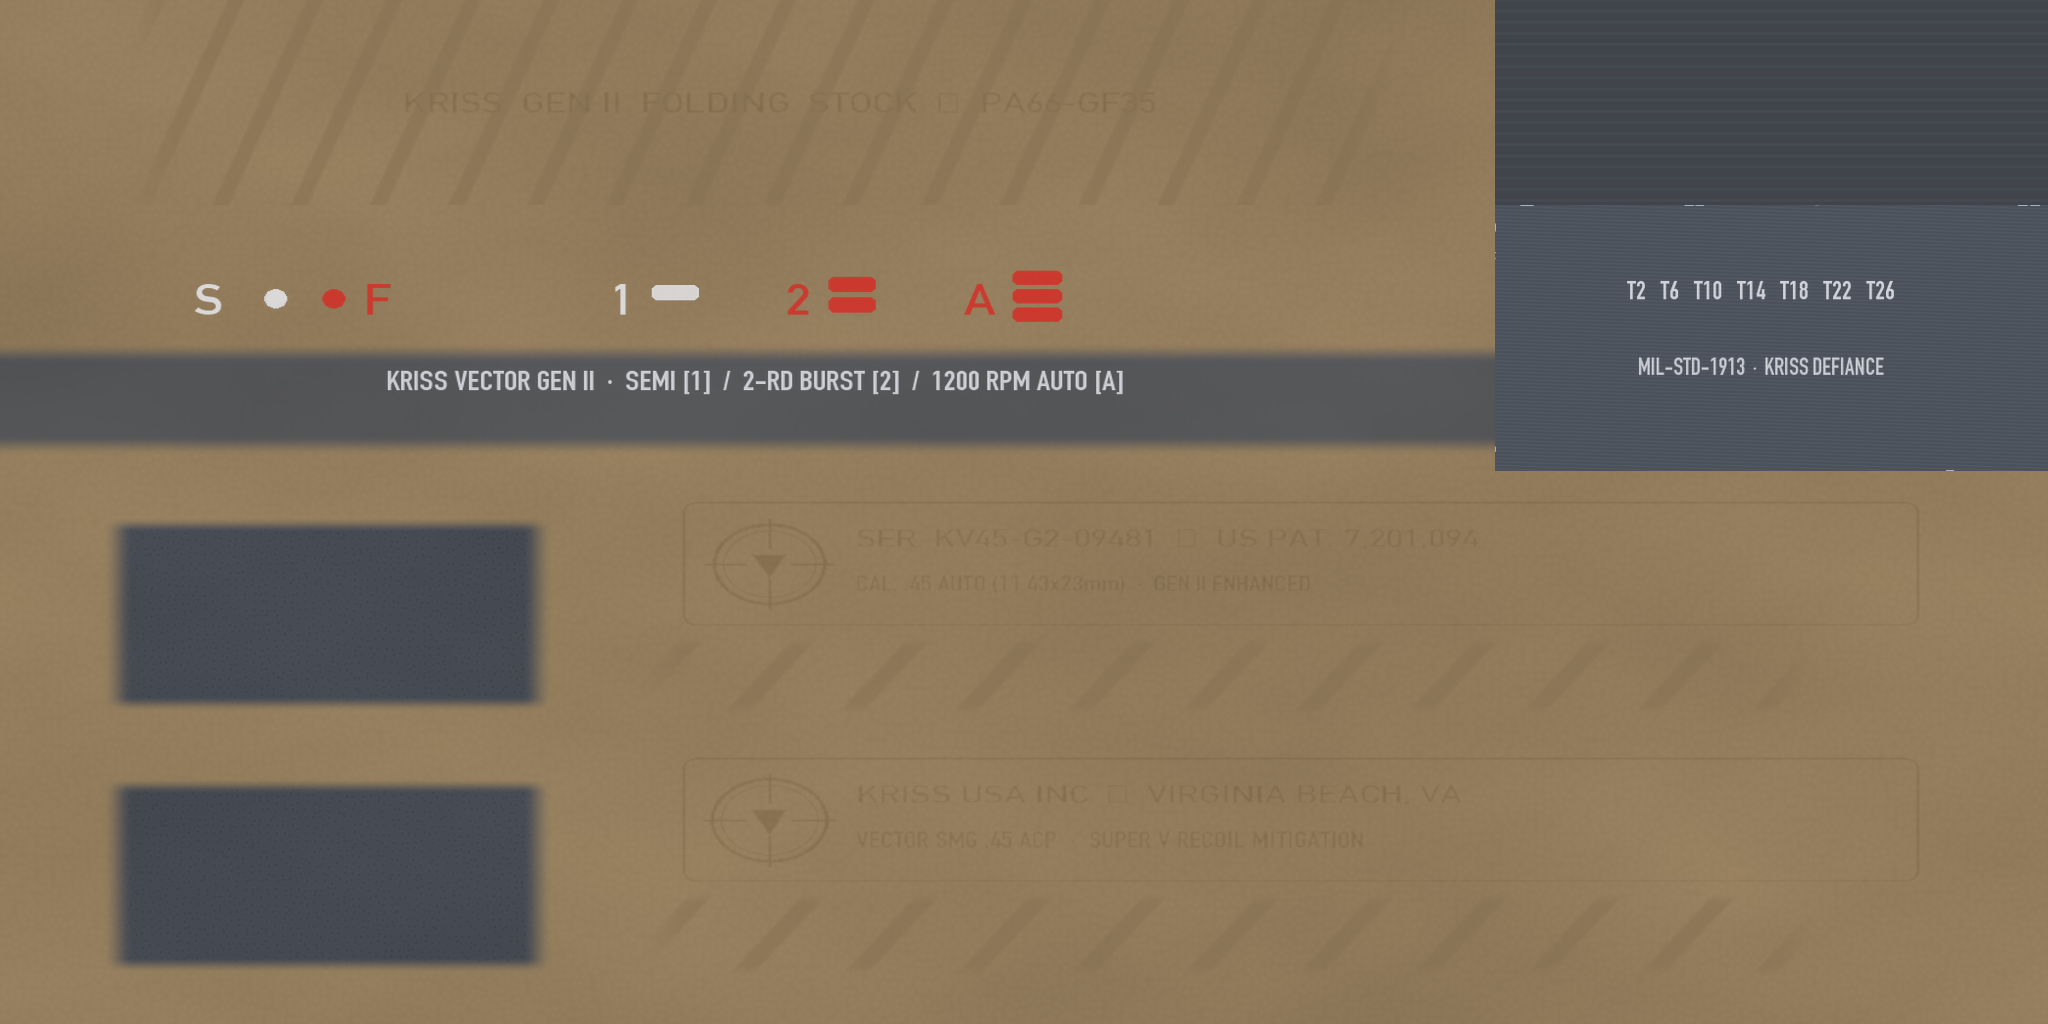 KRISS GEN II FOLDING STOCK □ PA66-GF35
S F 1 2 A
KRISS VECTOR GEN II · SEMI [1] / 2-RD BURST [2] / 1200 RPM AUTO [A]
T2 T6 T10 T14 T18 T22 T26
MIL-STD-1913 · KRISS DEFIANCE
SER. KV45-G2-09481 □ US PAT. 7,201,094
CAL. .45 AUTO (11.43x23mm) · GEN II ENHANCED
KRISS USA INC □ VIRGINIA BEACH, VA
VECTOR SMG .45 ACP · SUPER V RECOIL MITIGATION